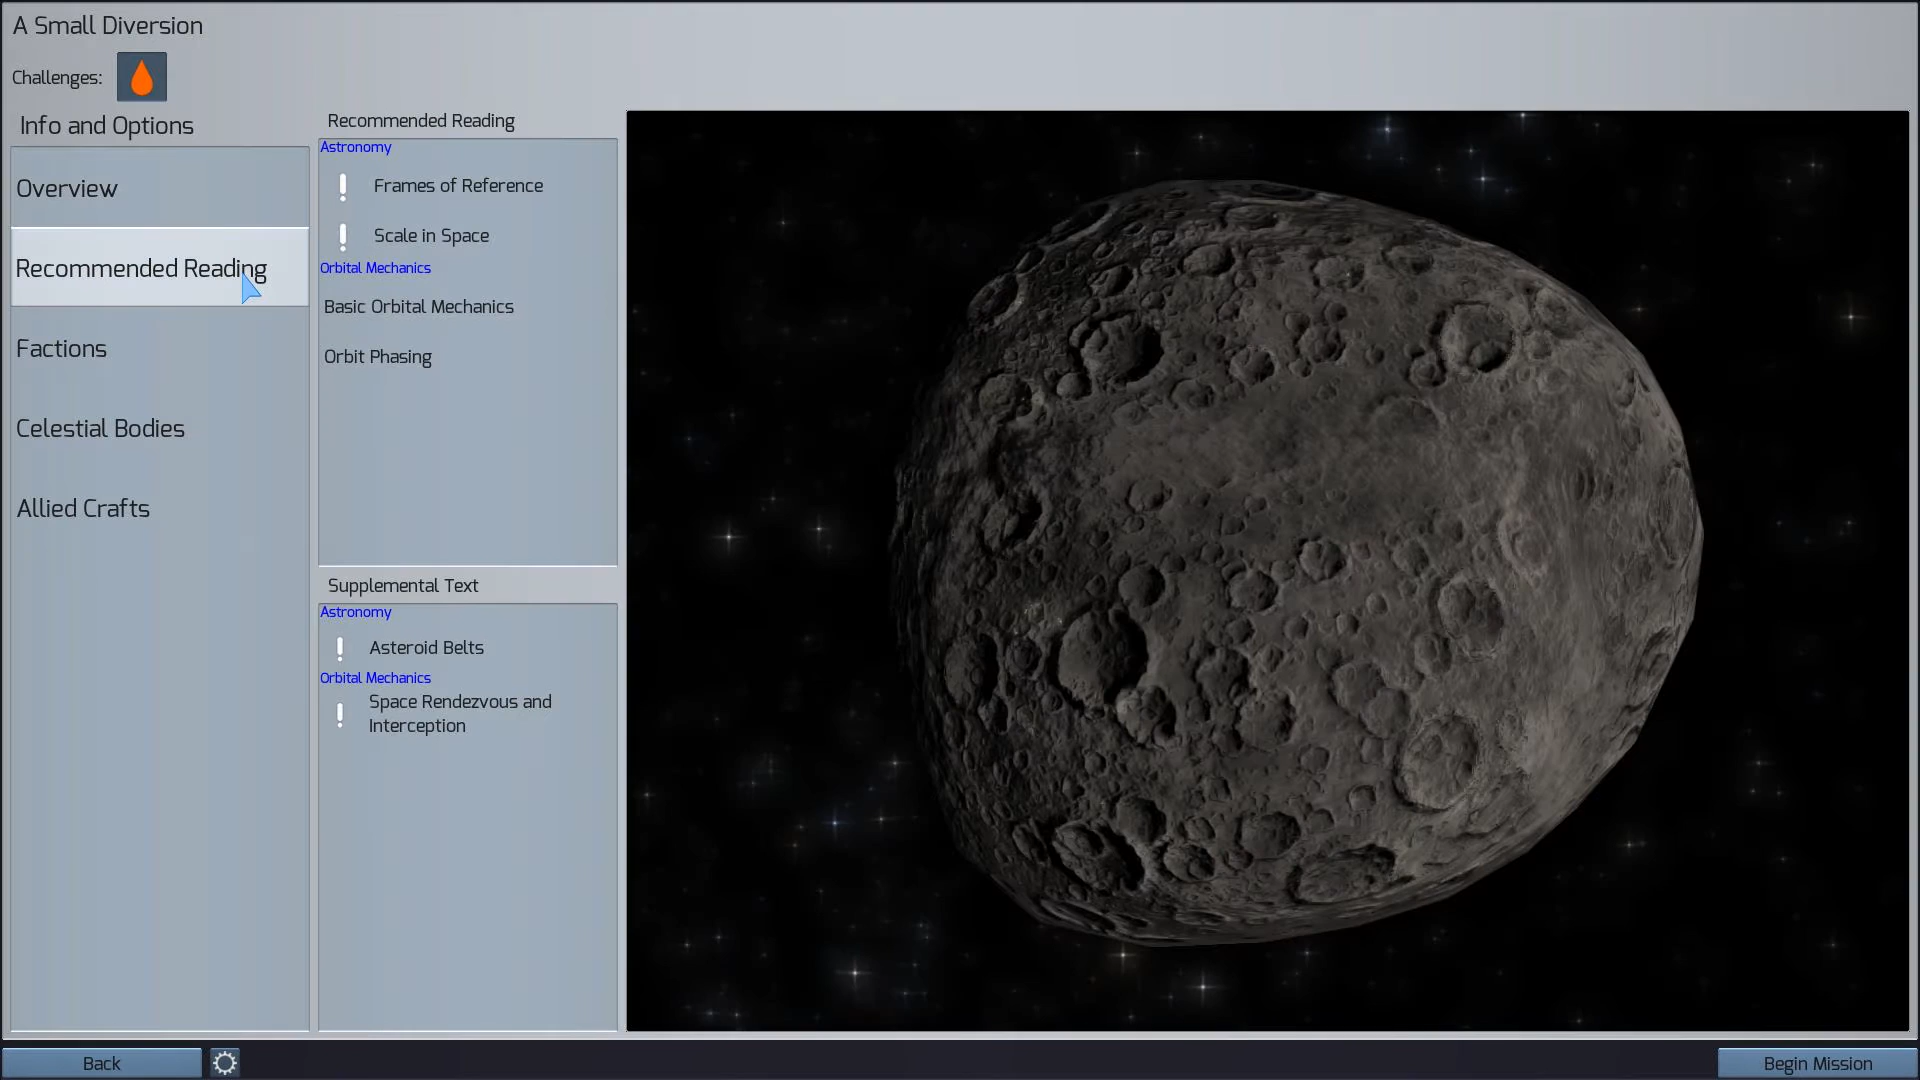 A Small Diversion
Challenges:
Info and Options
Overview
Recommended Reading
Factions
Celestial Bodies
Allied Crafts
Recommended Reading
Astronomy
Frames of Reference
Scale in Space
Orbital Mechanics
Basic Orbital Mechanics
Orbit Phasing
Supplemental Text
Astronomy
Asteroid Belts
Orbital Mechanics
Space Rendezvous and
Interception
Back
Begin Mission